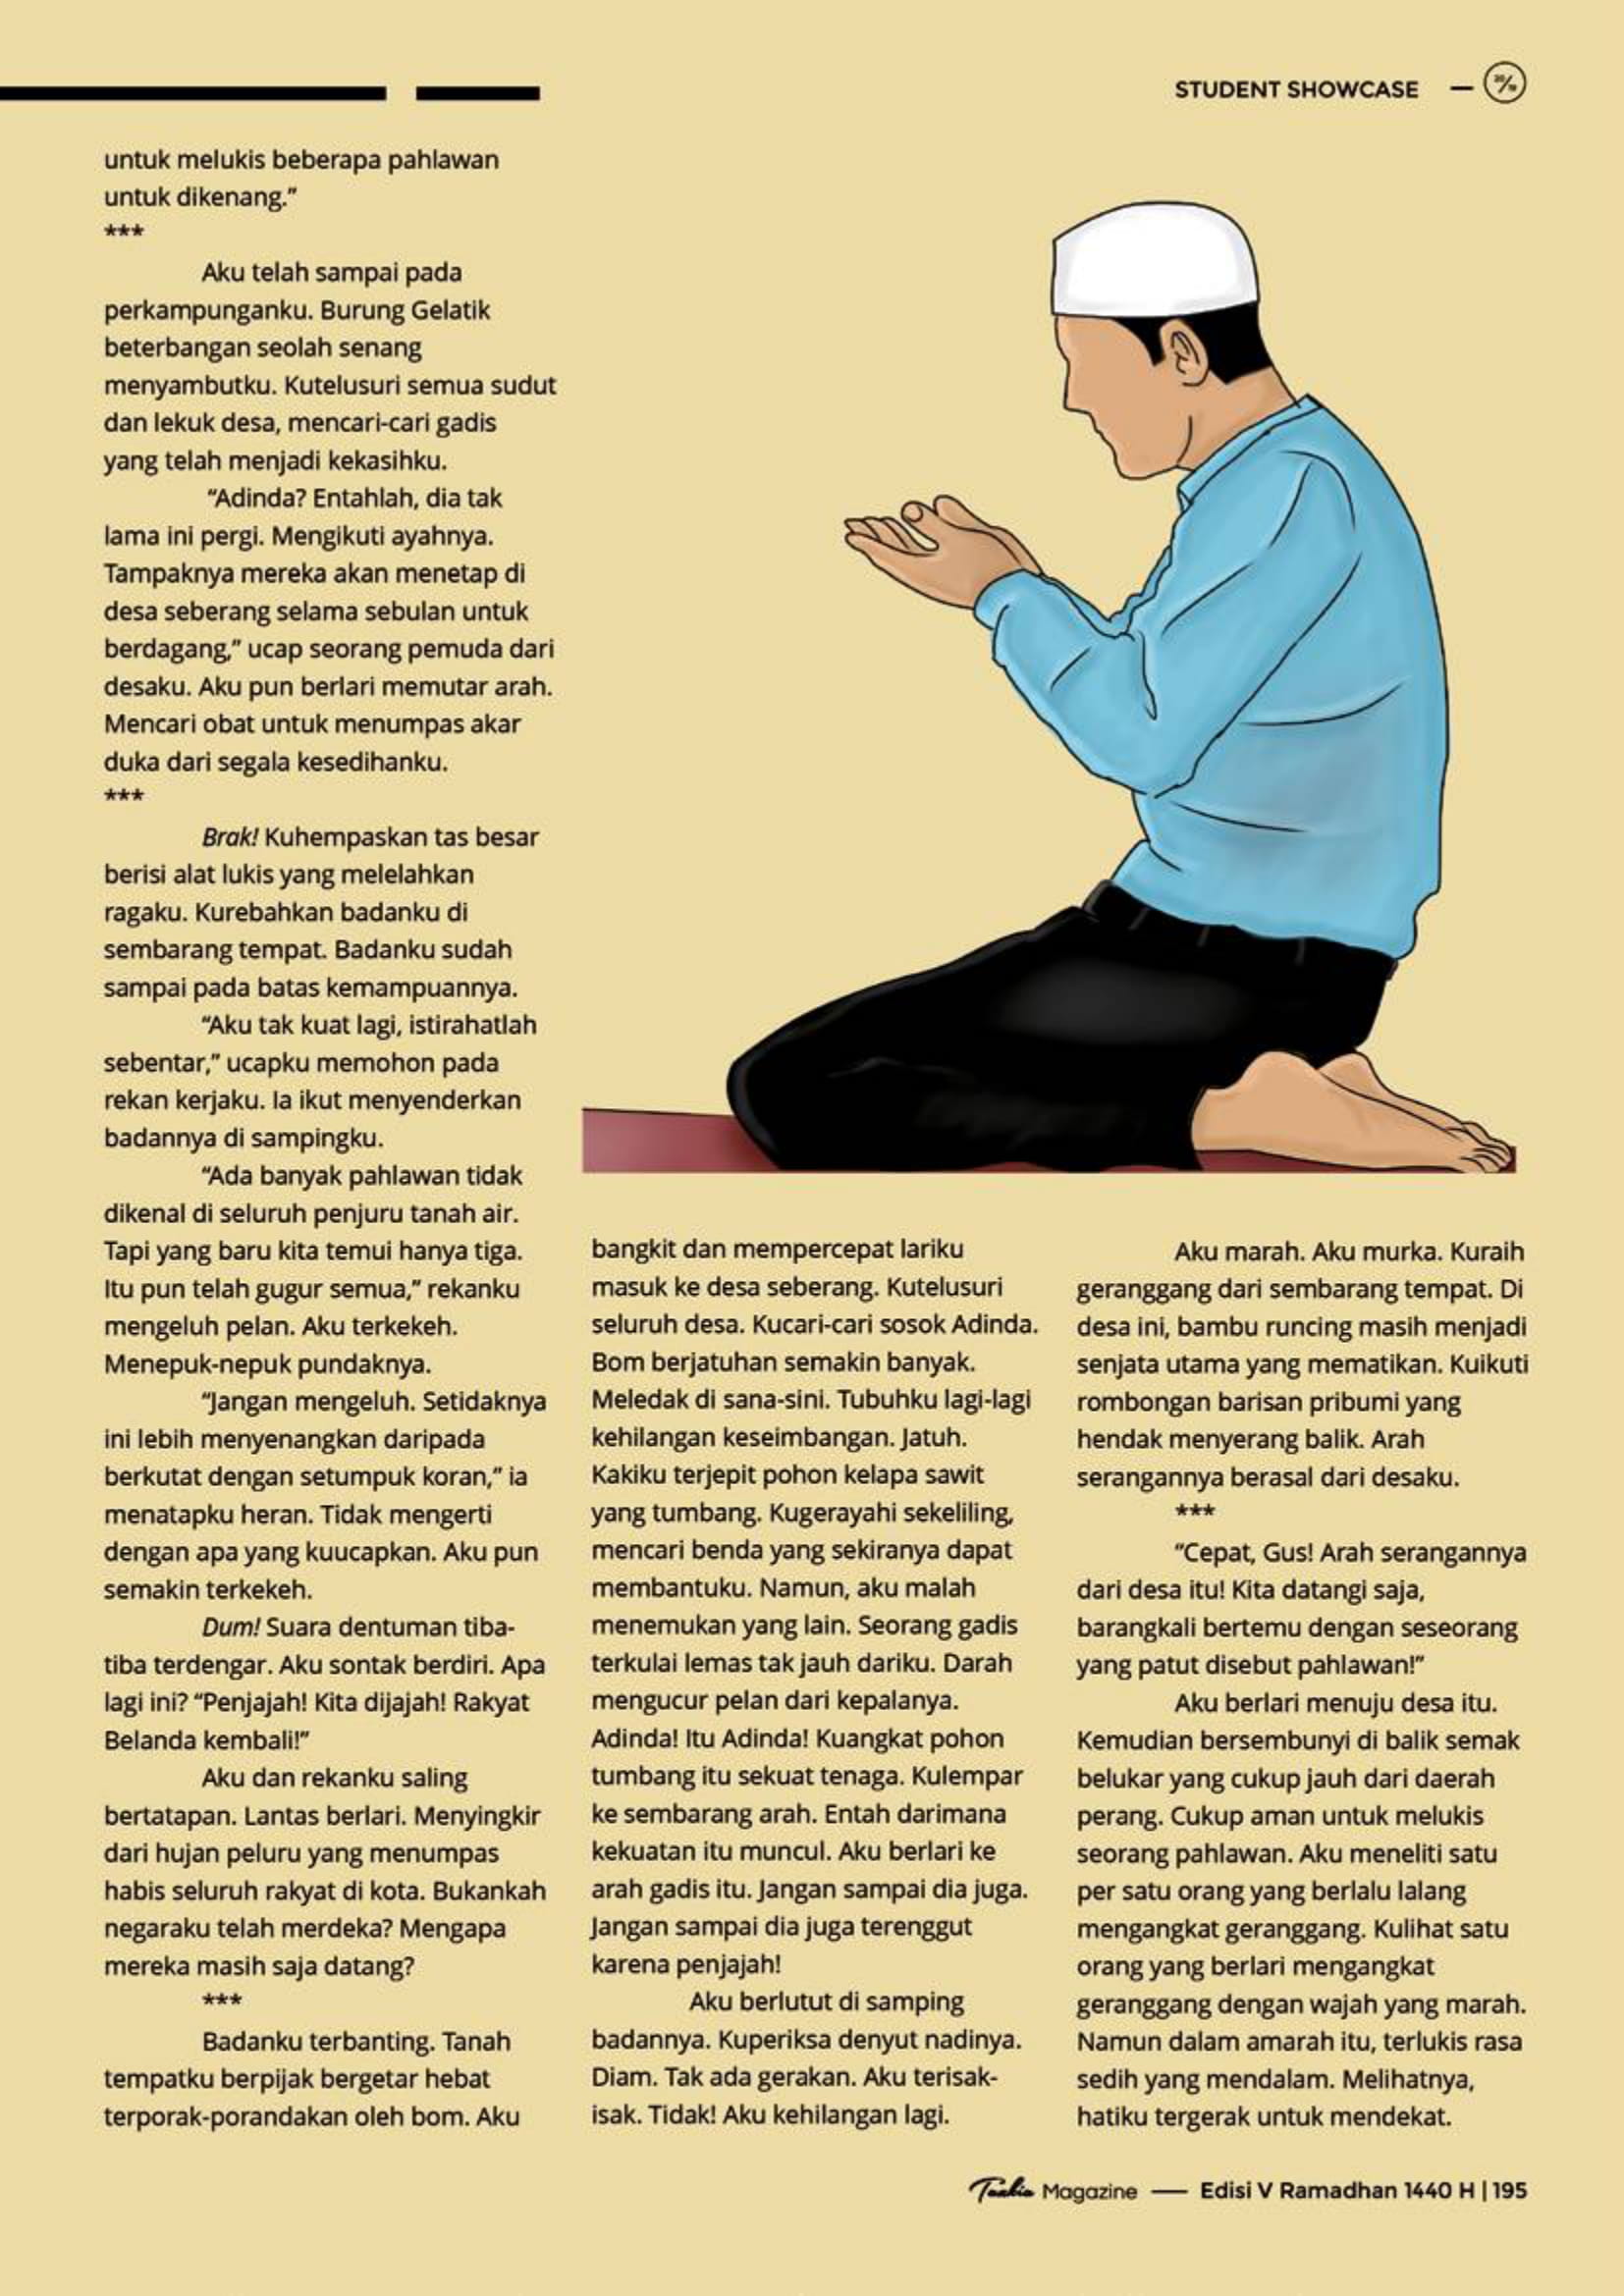 STUDENT SHOWCASE —
untuk melukis beberapa pahlawan
untuk dikenang.”
***
Aku telah sampai pada
perkampunganku. Burung Gelatik
beterbangan seolah senang
menyambutku. Kutelusuri semua sudut
dan lekuk desa, mencari-cari gadis
yang telah menjadi kekasihku.
“Adinda? Entahlah, dia tak
lama ini pergi. Mengikuti ayahnya.
Tampaknya mereka akan menetap di
desa seberang selama sebulan untuk
berdagang,” ucap seorang pemuda dari
desaku. Aku pun berlari memutar arah.
Mencari obat untuk menumpas akar
duka dari segala kesedihanku.
***
Brak! Kuhempaskan tas besar
berisi alat lukis yang melelahkan
ragaku. Kurebahkan badanku di
sembarang tempat. Badanku sudah
sampai pada batas kemampuannya.
“Aku tak kuat lagi, istirahatlah
sebentar,” ucapku memohon pada
rekan kerjaku. Ia ikut menyenderkan
badannya di sampingku.
“Ada banyak pahlawan tidak
dikenal di seluruh penjuru tanah air.
Tapi yang baru kita temui hanya tiga.
Itu pun telah gugur semua,” rekanku
mengeluh pelan. Aku terkekeh.
Menepuk-nepuk pundaknya.
“Jangan mengeluh. Setidaknya
ini lebih menyenangkan daripada
berkutat dengan setumpuk koran,” ia
menatapku heran. Tidak mengerti
dengan apa yang kuucapkan. Aku pun
semakin terkekeh.
Dum! Suara dentuman tiba-
tiba terdengar. Aku sontak berdiri. Apa
lagi ini? “Penjajah! Kita dijajah! Rakyat
Belanda kembali!”
Aku dan rekanku saling
bertatapan. Lantas berlari. Menyingkir
dari hujan peluru yang menumpas
habis seluruh rakyat di kota. Bukankah
negaraku telah merdeka? Mengapa
mereka masih saja datang?
***
Badanku terbanting. Tanah
tempatku berpijak bergetar hebat
terporak-porandakan oleh bom. Aku
bangkit dan mempercepat lariku
masuk ke desa seberang. Kutelusuri
seluruh desa. Kucari-cari sosok Adinda.
Bom berjatuhan semakin banyak.
Meledak di sana-sini. Tubuhku lagi-lagi
kehilangan keseimbangan. Jatuh.
Kakiku terjepit pohon kelapa sawit
yang tumbang. Kugerayahi sekeliling,
mencari benda yang sekiranya dapat
membantuku. Namun, aku malah
menemukan yang lain. Seorang gadis
terkulai lemas tak jauh dariku. Darah
mengucur pelan dari kepalanya.
Adinda! Itu Adinda! Kuangkat pohon
tumbang itu sekuat tenaga. Kulempar
ke sembarang arah. Entah darimana
kekuatan itu muncul. Aku berlari ke
arah gadis itu. Jangan sampai dia juga.
Jangan sampai dia juga terenggut
karena penjajah!
Aku berlutut di samping
badannya. Kuperiksa denyut nadinya.
Diam. Tak ada gerakan. Aku terisak-
isak. Tidak! Aku kehilangan lagi.
Aku marah. Aku murka. Kuraih
geranggang dari sembarang tempat. Di
desa ini, bambu runcing masih menjadi
senjata utama yang mematikan. Kuikuti
rombongan barisan pribumi yang
hendak menyerang balik. Arah
serangannya berasal dari desaku.
***
“Cepat, Gus! Arah serangannya
dari desa itu! Kita datangi saja,
barangkali bertemu dengan seseorang
yang patut disebut pahlawan!”
Aku berlari menuju desa itu.
Kemudian bersembunyi di balik semak
belukar yang cukup jauh dari daerah
perang. Cukup aman untuk melukis
seorang pahlawan. Aku meneliti satu
per satu orang yang berlalu lalang
mengangkat geranggang. Kulihat satu
orang yang berlari mengangkat
geranggang dengan wajah yang marah.
Namun dalam amarah itu, terlukis rasa
sedih yang mendalam. Melihatnya,
hatiku tergerak untuk mendekat.
Tazkia Magazine — Edisi V Ramadhan 1440 H | 195